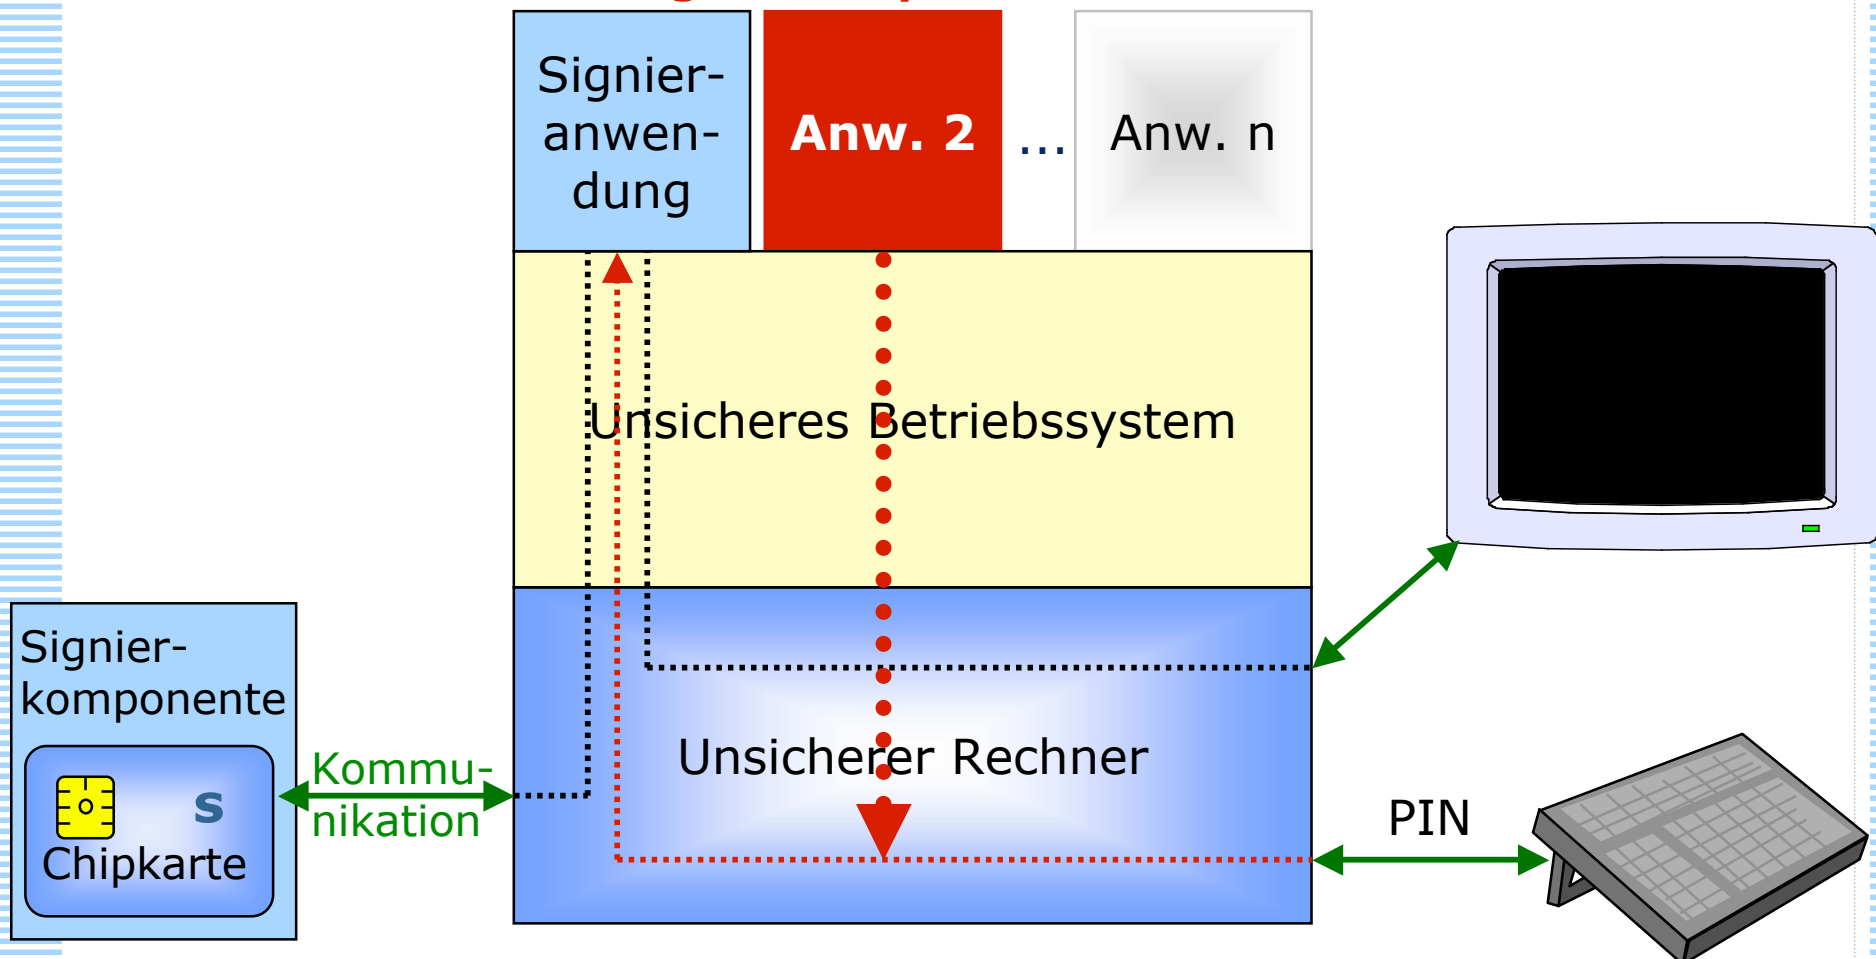 Signier-
anwen-
dung
Anw. 2
...
Anw. n
Unsicheres Betriebssystem
Signier-
komponente
Kommu-
nikation
s
Chipkarte
Unsicherer Rechner
PIN